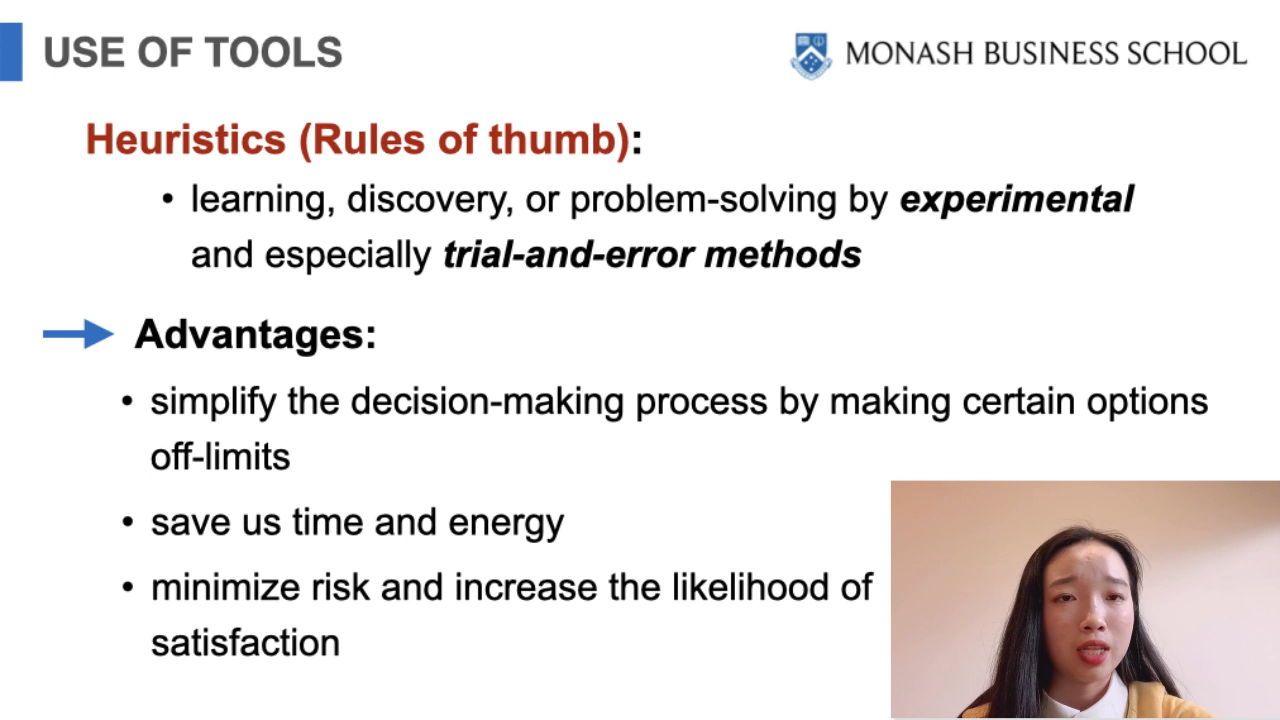 USE OF TOOLS
MONASH BUSINESS SCHOOL
Heuristics (Rules of thumb):
• learning, discovery, or problem-solving by experimental
and especially trial-and-error methods
Advantages:
• simplify the decision-making process by making certain options
off-limits
• save us time and energy
• minimize risk and increase the likelihood of
satisfaction